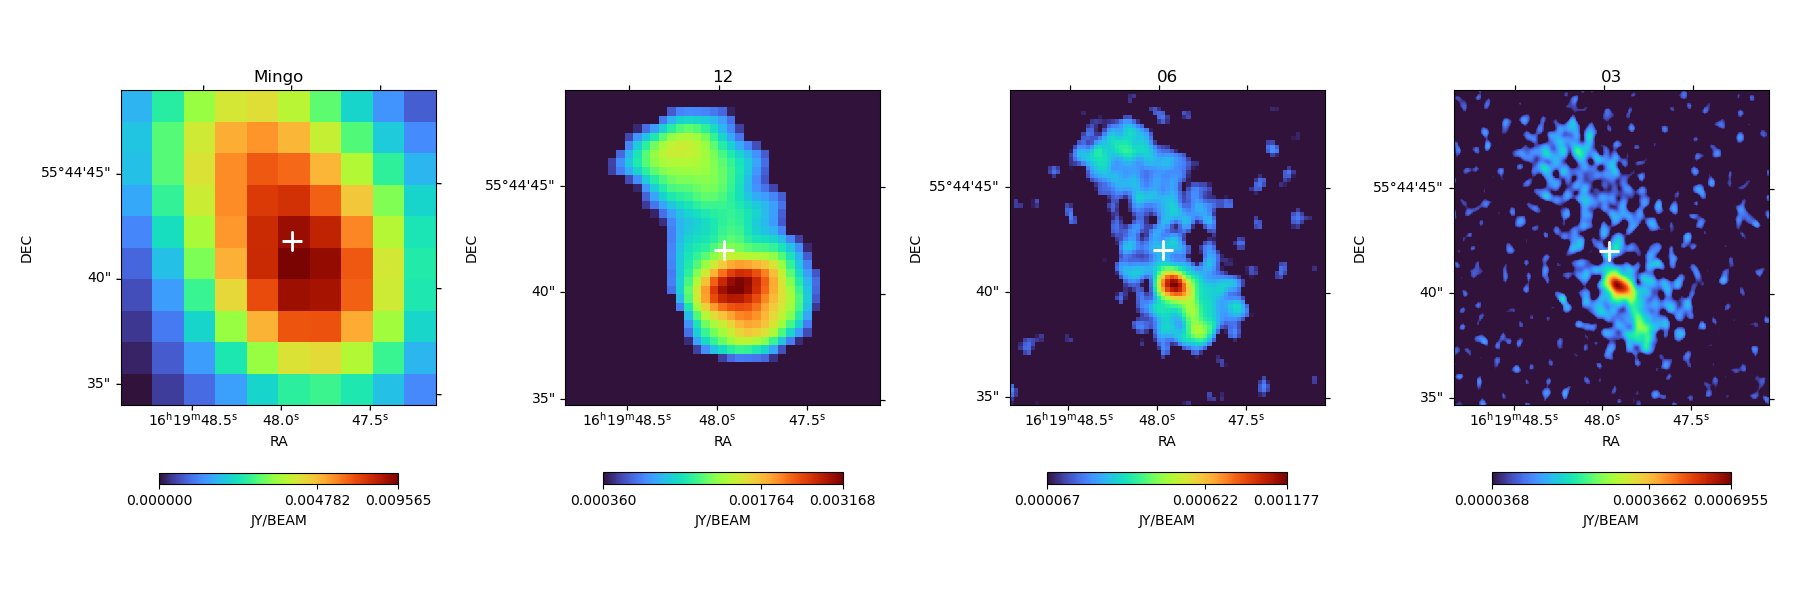 Mingo
12
06
03
DEC
55°44'45"
40"
35"
16h19m48.5s 48.0s 47.5s
RA
0.000000 0.004782 0.009565
JY/BEAM
DEC
55°44'45"
40"
35"
16h19m48.5s 48.0s 47.5s
RA
0.000360 0.001764 0.003168
JY/BEAM
DEC
55°44'45"
40"
35"
16h19m48.5s 48.0s 47.5s
RA
0.000067 0.000622 0.001177
JY/BEAM
DEC
55°44'45"
40"
35"
16h19m48.5s 48.0s 47.5s
RA
0.0000368 0.0003662 0.0006955
JY/BEAM